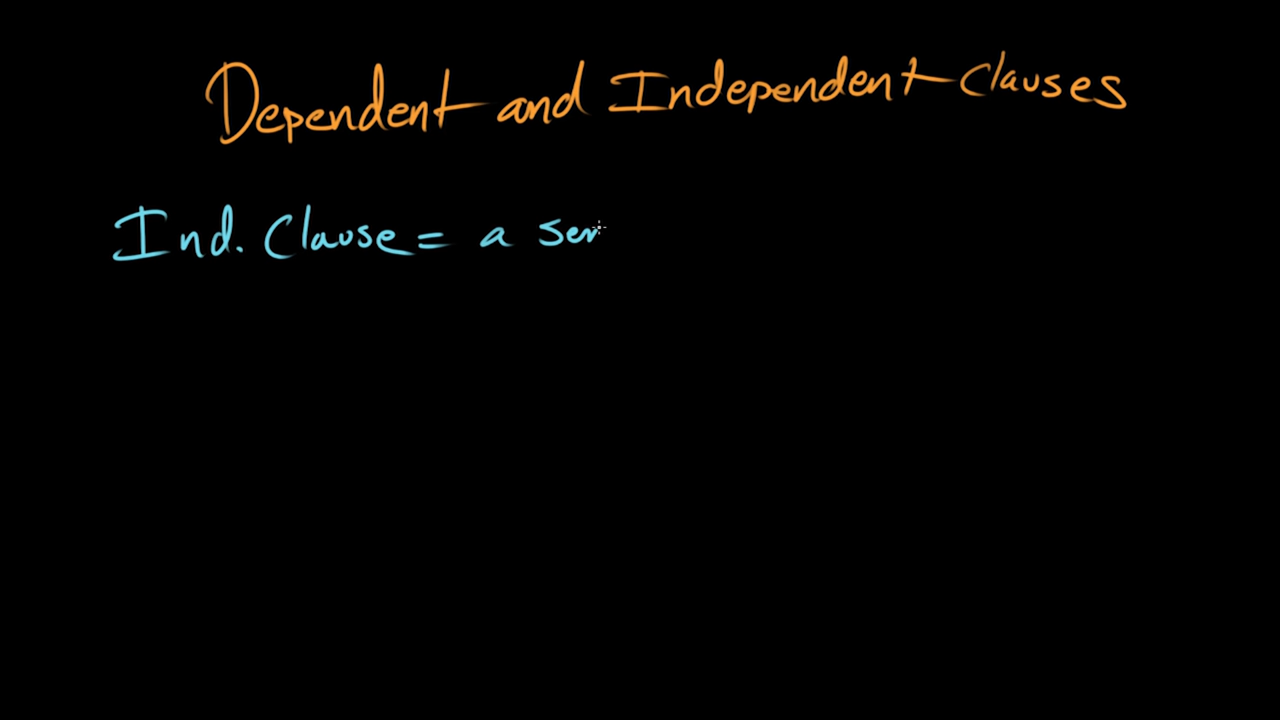 Dependent and Independent Clauses
Ind. Clause = a sen